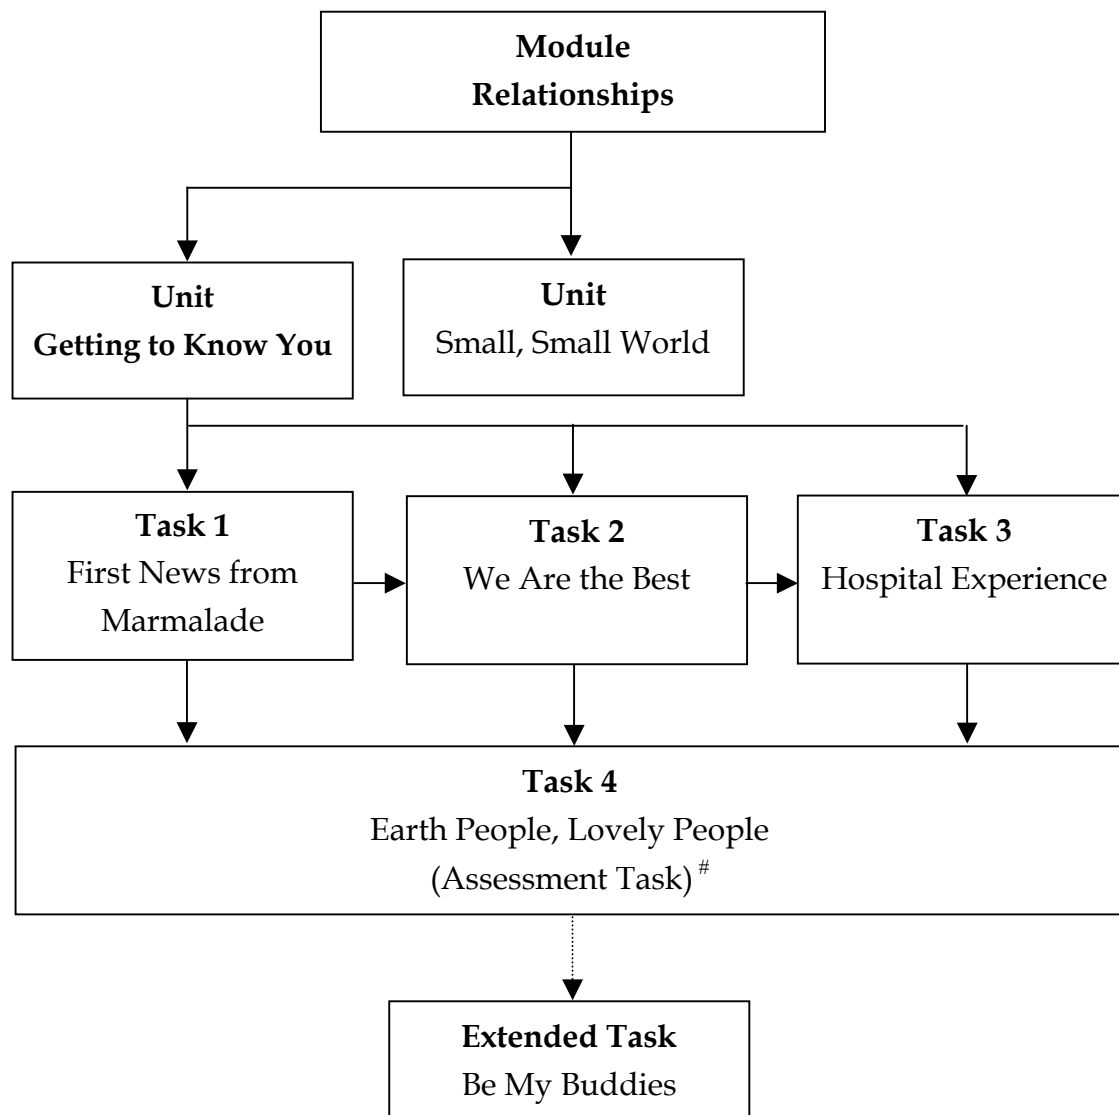 Module
Relationships
Unit
Getting to Know You
Unit
Small, Small World
Task 1
First News from
Marmalade
Task 2
We Are the Best
Task 3
Hospital Experience
Task 4
Earth People, Lovely People
(Assessment Task) #
Extended Task
Be My Buddies